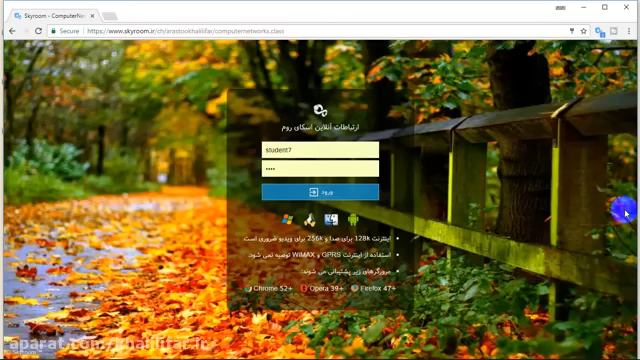 Skyroom - ComputerNet
Secure https://www.skyroom.ir/ch/arastookhalilifar/computernetworks.class
ارتباطات آنلاین اسکای روم
student7
••••
ورود
اینترنت 128k برای صدا و 256k برای ویدیو ضروری است.
استفاده از اینترنت GPRS و WiMAX توصیه نمی شود.
مرورگرهای زیر پشتیبانی می شوند:
Chrome 52+ Opera 39+ Firefox 47+
aparat.com/khalilifar.ir/